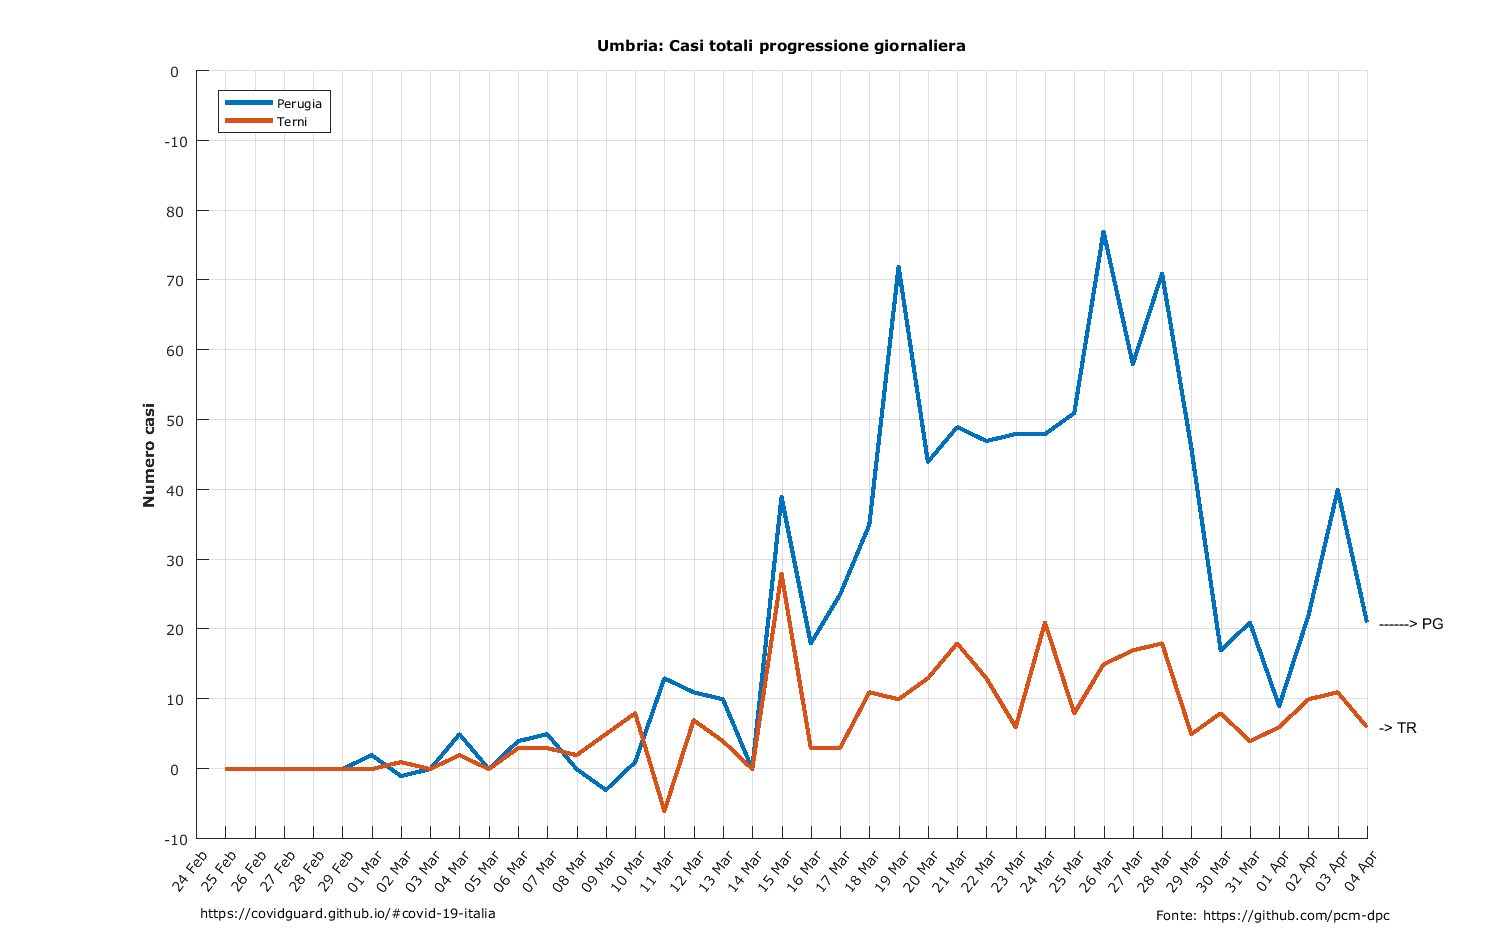 Umbria: Casi totali progressione giornaliera
Perugia
Terni
Numero casi
0
-10
80
70
60
50
40
30
20
10
0
-10
24 Feb
25 Feb
26 Feb
27 Feb
28 Feb
29 Feb
01 Mar
02 Mar
03 Mar
04 Mar
05 Mar
06 Mar
07 Mar
08 Mar
09 Mar
10 Mar
11 Mar
12 Mar
13 Mar
14 Mar
15 Mar
16 Mar
17 Mar
18 Mar
19 Mar
20 Mar
21 Mar
22 Mar
23 Mar
24 Mar
25 Mar
26 Mar
27 Mar
28 Mar
29 Mar
30 Mar
31 Mar
01 Apr
02 Apr
03 Apr
04 Apr
------> PG
-> TR
https://covidguard.github.io/#covid-19-italia
Fonte: https://github.com/pcm-dpc